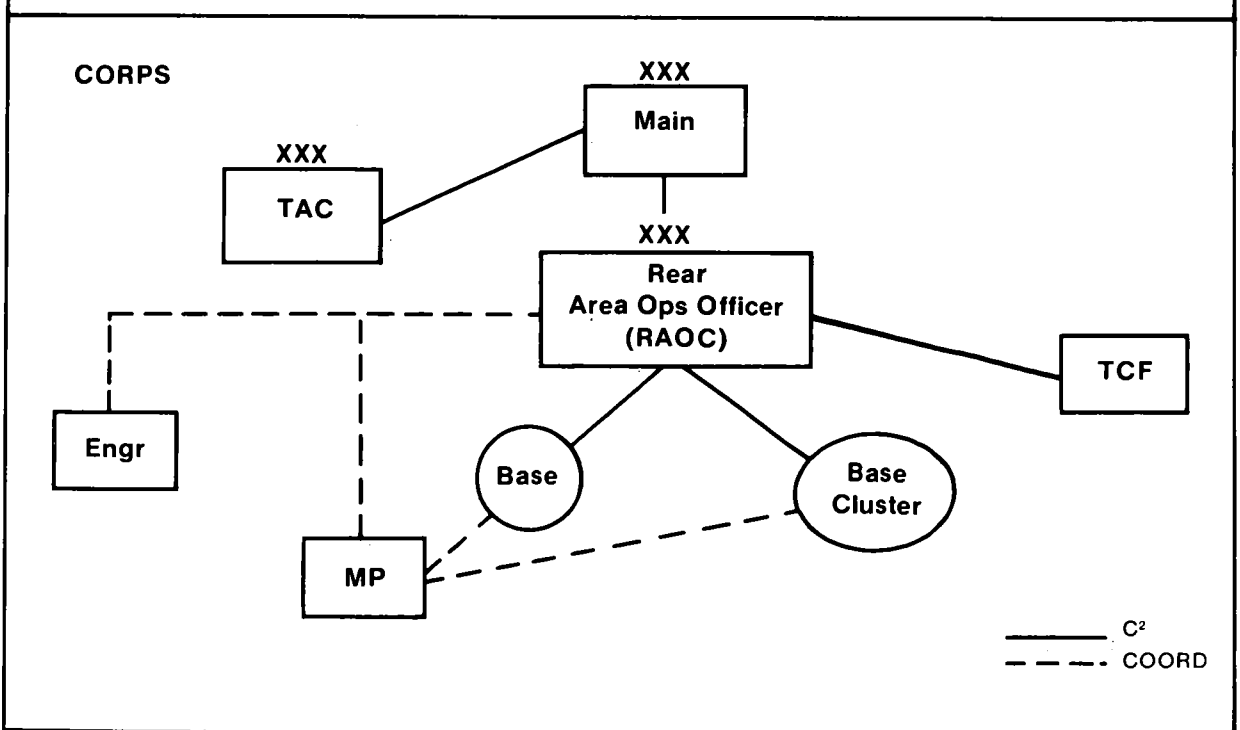 CORPS
XXX
Main
XXX
TAC
XXX
Rear
Area Ops Officer
(RAOC)
TCF
Engr
Base
Base
Cluster
MP
C²
COORD